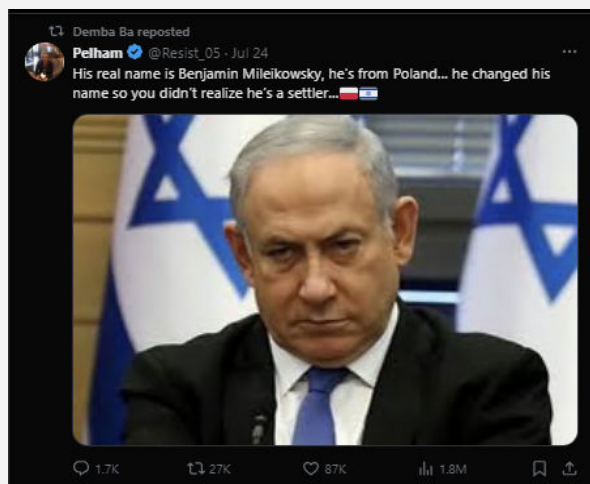 Demba Ba reposted
Pelham @Resist_05 · Jul 24
His real name is Benjamin Mileikowsky, he's from Poland... he changed his
name so you didn't realize he's a settler...🇵🇱🇮🇱
1.7K 27K 87K 1.8M